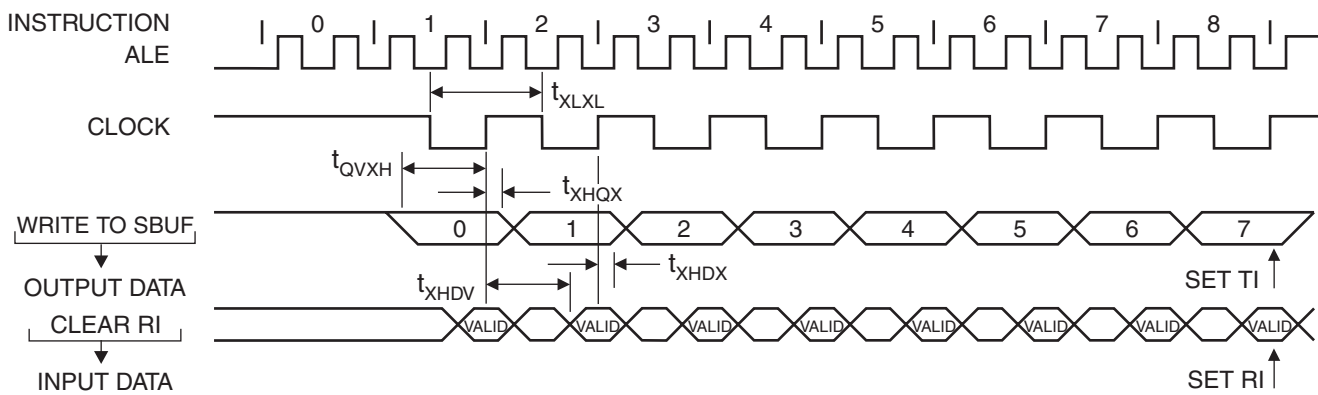 INSTRUCTION
0 1 2 3 4 5 6 7 8
ALE
tXLXL
CLOCK
tQVXH
tXHQX
WRITE TO SBUF
0 1 2 3 4 5 6 7
tXHDV
tXHDX
SET TI
OUTPUT DATA
CLEAR RI
VALID VALID VALID VALID VALID VALID VALID VALID
INPUT DATA
SET RI